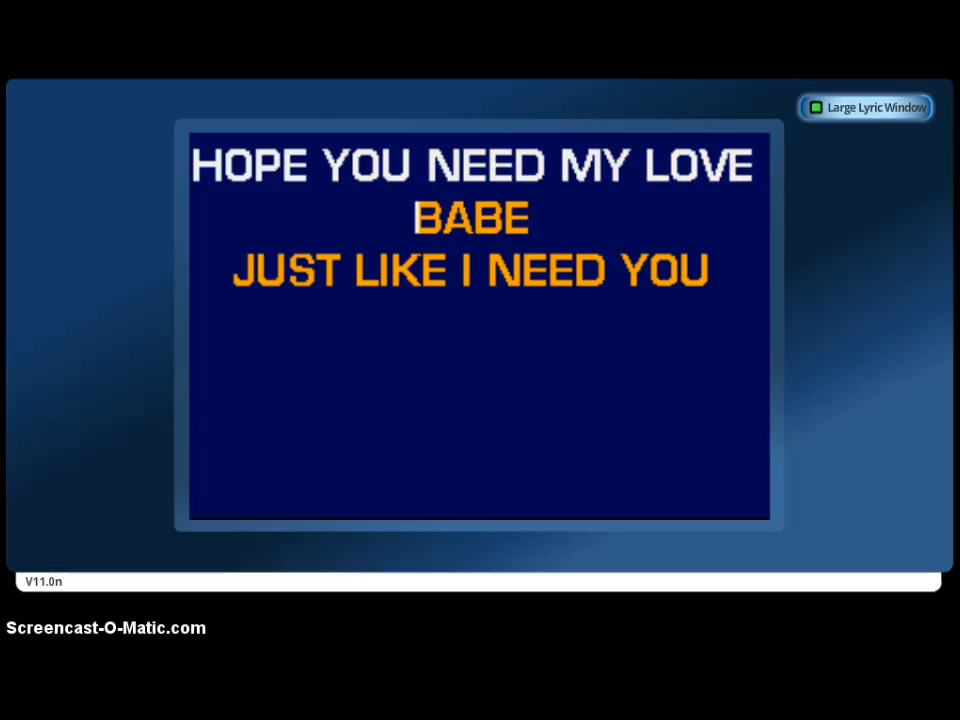 Large Lyric Window
HOPE YOU NEED MY LOVE
BABE
JUST LIKE I NEED YOU
V11.0n
Screencast-O-Matic.com